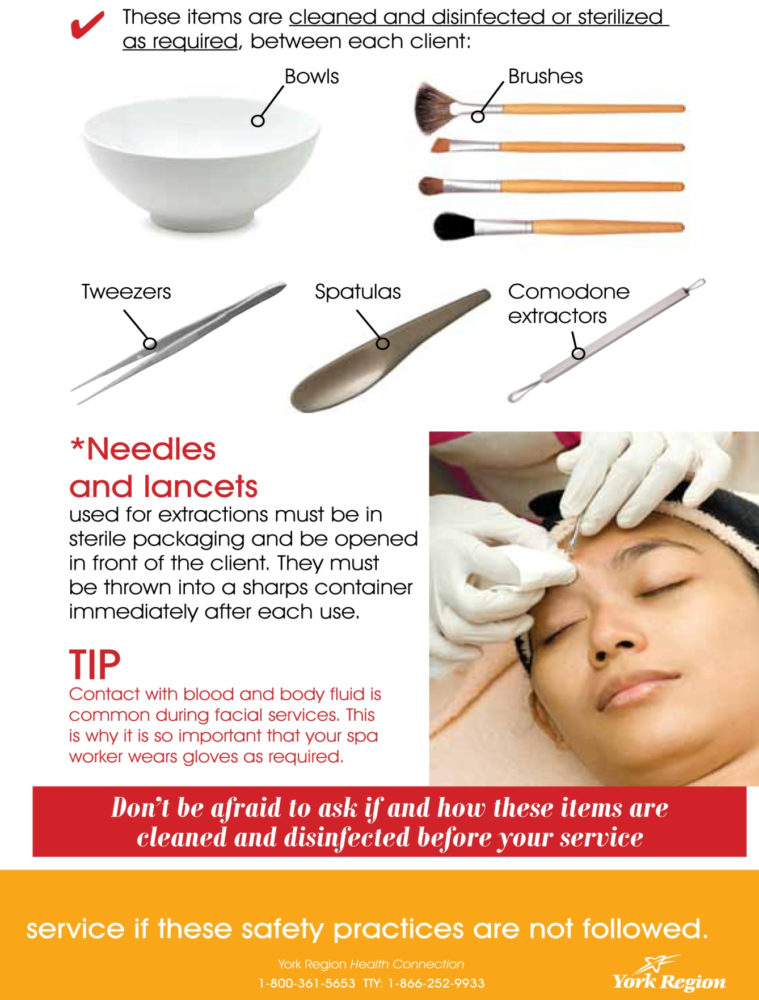 These items are cleaned and disinfected or sterilized
as required, between each client:
Bowls
Brushes
Tweezers
Spatulas
Comodone
extractors
*Needles
and lancets
used for extractions must be in
sterile packaging and be opened
in front of the client. They must
be thrown into a sharps container
immediately after each use.
TIP
Contact with blood and body fluid is
common during facial services. This
is why it is so important that your spa
worker wears gloves as required.
Don't be afraid to ask if and how these items are
cleaned and disinfected before your service
service if these safety practices are not followed.
York Region Health Connection
1-800-361-5653 TTY: 1-866-252-9933
York Region